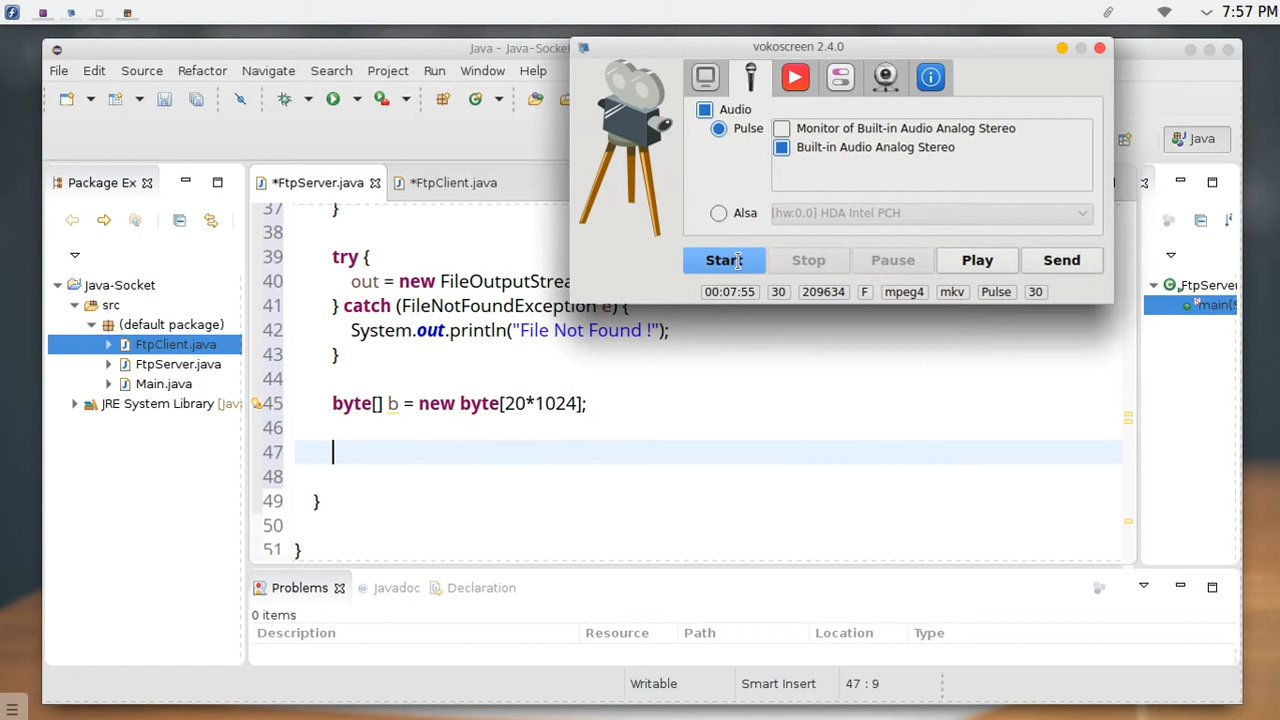 7:57 PM
Java - Java-Socket
vokoscreen 2.4.0
File Edit Source Refactor Navigate Search Project Run Window Help
Audio
Pulse
Monitor of Built-in Audio Analog Stereo
Built-in Audio Analog Stereo
Alsa
[hw:0.0] HDA Intel PCH
Start Stop Pause Play Send
00:07:55 30 209634 F mpeg4 mkv Pulse 30
Java
Package Ex
*FtpServer.java
*FtpClient.java
Java-Socket
src
(default package)
FtpClient.java
FtpServer.java
Main.java
JRE System Library [Java
37 }
38
39 try {
40 out = new FileOutputStrea
41 } catch (FileNotFoundException e) {
42 System.out.println("File Not Found !");
43 }
44
45 byte[] b = new byte[20*1024];
46
47
48
49 }
50
51 }
FtpServer
main(S
Problems Javadoc Declaration
0 items
Description Resource Path Location Type
Writable Smart Insert 47 : 9